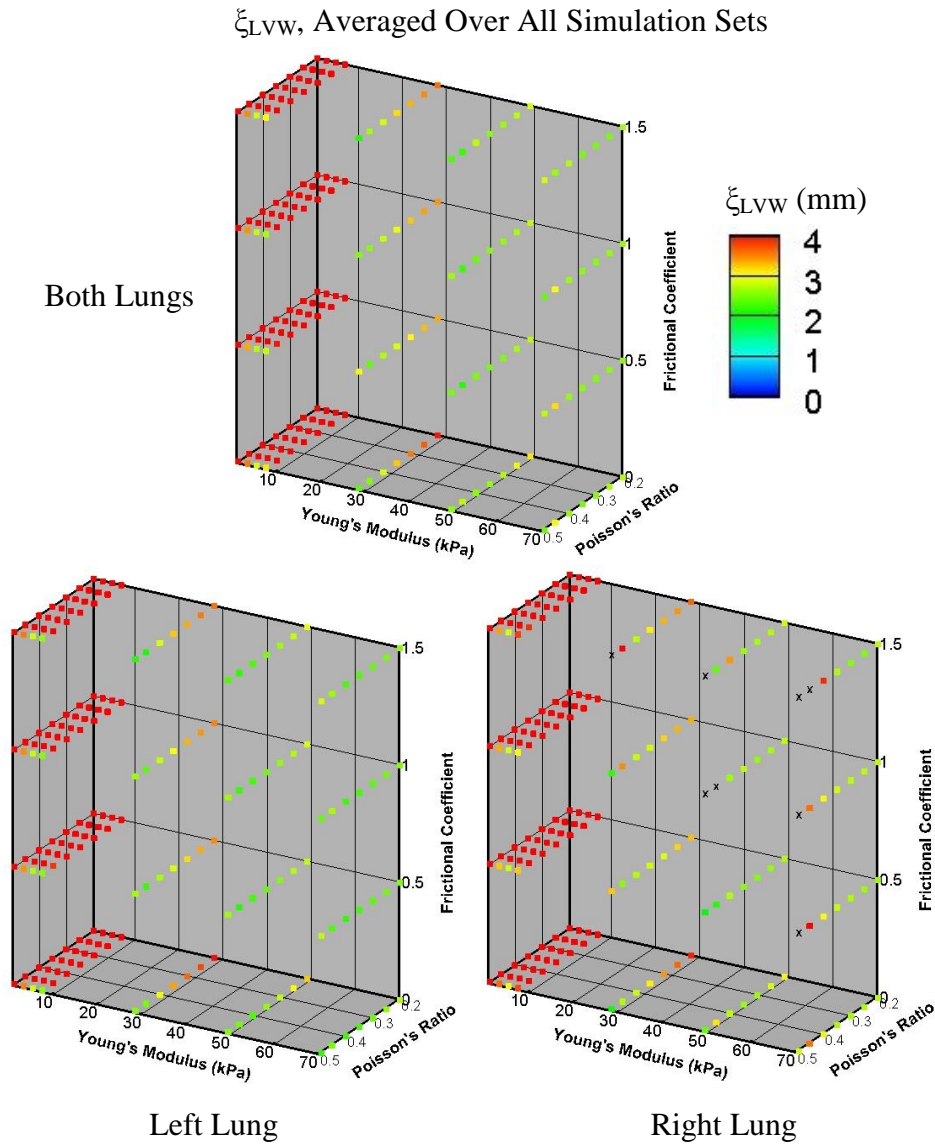 ξLVW, Averaged Over All Simulation Sets
Both Lungs
1.5
1
0.5
0
Frictional Coefficient
0.2
0.3
0.4
0.5
Poisson's Ratio
10
20
30
40
50
60
70
Young's Modulus (kPa)
ξLVW (mm)
4
3
2
1
0
1.5
1
0.5
0
Frictional Coefficient
0.2
0.3
0.4
0.5
Poisson's Ratio
10
20
30
40
50
60
70
Young's Modulus (kPa)
Left Lung
x
x
x x
x x
x
x
1.5
1
0.5
0
Frictional Coefficient
0.2
0.3
0.4
0.5
Poisson's Ratio
10
20
30
40
50
60
70
Young's Modulus (kPa)
Right Lung